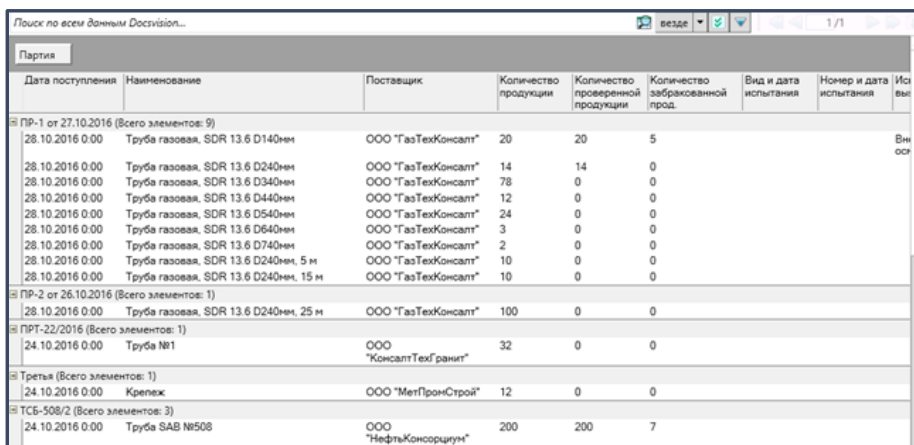 Поиск по всем данным Docsvision... везде 1 /1
Партия
Дата поступления Наименование Поставщик Количество продукции Количество проверенной продукции Количество забракованной прод. Вид и дата испытания Номер и дата испытания
ПР-1 от 27.10.2016 (Всего элементов: 9)
28.10.2016 0:00 Труба газовая, SDR 13.6 D140мм ООО "ГазТехКонсалт" 20 20 5
28.10.2016 0:00 Труба газовая, SDR 13.6 D240мм ООО "ГазТехКонсалт" 14 14 0
28.10.2016 0:00 Труба газовая, SDR 13.6 D340мм ООО "ГазТехКонсалт" 78 0 0
28.10.2016 0:00 Труба газовая, SDR 13.6 D440мм ООО "ГазТехКонсалт" 12 0 0
28.10.2016 0:00 Труба газовая, SDR 13.6 D540мм ООО "ГазТехКонсалт" 24 0 0
28.10.2016 0:00 Труба газовая, SDR 13.6 D640мм ООО "ГазТехКонсалт" 3 0 0
28.10.2016 0:00 Труба газовая, SDR 13.6 D740мм ООО "ГазТехКонсалт" 2 0 0
28.10.2016 0:00 Труба газовая, SDR 13.6 D240мм, 5 м ООО "ГазТехКонсалт" 10 0 0
28.10.2016 0:00 Труба газовая, SDR 13.6 D240мм, 15 м ООО "ГазТехКонсалт" 10 0 0
ПР-2 от 26.10.2016 (Всего элементов: 1)
28.10.2016 0:00 Труба газовая, SDR 13.6 D240мм, 25 м ООО "ГазТехКонсалт" 100 0 0
ПРТ-22/2016 (Всего элементов: 1)
24.10.2016 0:00 Труба №1 ООО "КонсалтТехГранит" 32 0 0
Третья (Всего элементов: 1)
24.10.2016 0:00 Крепеж ООО "МетПромСтрой" 12 0 0
ТСБ-508/2 (Всего элементов: 3)
24.10.2016 0:00 Труба SAB №508 ООО "НефтьКонсорциум" 200 200 7